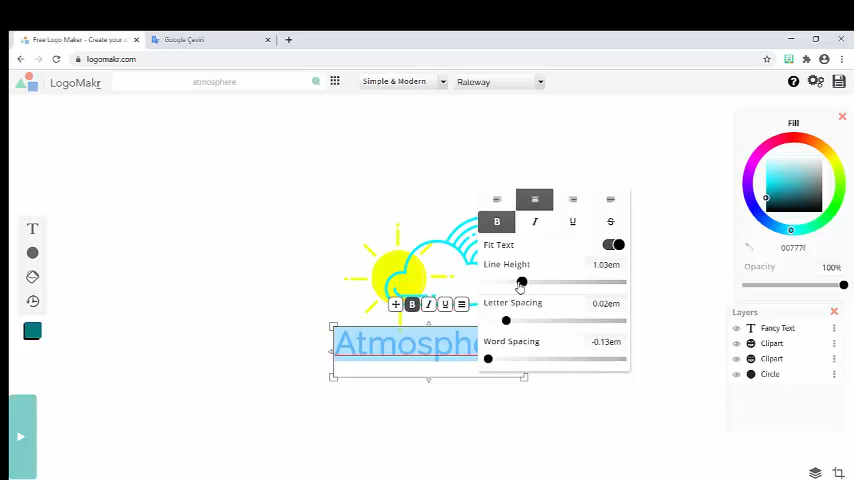 Free Logo Maker - Create your o
Google Çeviri
logomakr.com
LogoMakr
atmosphere
Simple & Modern
Raleway
Fill
00777f
Opacity
100%
B
I
U
S
Fit Text
Line Height
1.03em
Letter Spacing
0.02em
Word Spacing
-0.13em
T
B
I
U
Atmosphe
Layers
T Fancy Text
Clipart
Clipart
Circle